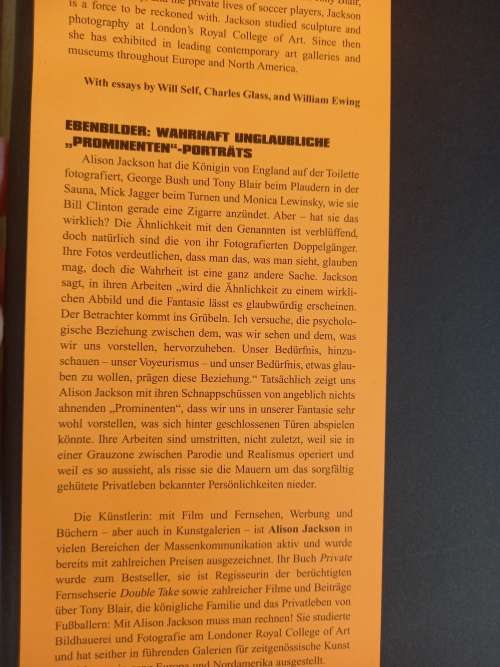 the private lives of soccer players, Jackson
is a force to be reckoned with. Jackson studied sculpture and
photography at London's Royal College of Art. Since then
she has exhibited in leading contemporary art galleries and
museums throughout Europe and North America.
With essays by Will Self, Charles Glass, and William Ewing
EBENBILDER: WAHRHAFT UNGLAUBLICHE
„PROMINENTEN“-PORTRÄTS
Alison Jackson hat die Königin von England auf der Toilette
fotografiert, George Bush und Tony Blair beim Plaudern in der
Sauna, Mick Jagger beim Turnen und Monica Lewinsky, wie sie
Bill Clinton gerade eine Zigarre anzündet. Aber – hat sie das
wirklich? Die Ähnlichkeit mit den Genannten ist verblüffend,
doch natürlich sind die von ihr Fotografierten Doppelgänger.
Ihre Fotos verdeutlichen, dass man das, was man sieht, glauben
mag, doch die Wahrheit ist eine ganz andere Sache. Jackson
sagt, in ihren Arbeiten „wird die Ähnlichkeit zu einem wirkli-
chen Abbild und die Fantasie lässt es glaubwürdig erscheinen.
Der Betrachter kommt ins Grübeln. Ich versuche, die psycholo-
gische Beziehung zwischen dem, was wir sehen und dem, was
wir uns vorstellen, hervorzuheben. Unser Bedürfnis, hinzu-
schauen – unser Voyeurismus – und unser Bedürfnis, etwas glau-
ben zu wollen, prägen diese Beziehung.“ Tatsächlich zeigt uns
Alison Jackson mit ihren Schnappschüssen von angeblich nichts
ahnenden „Prominenten“, dass wir uns in unserer Fantasie sehr
wohl vorstellen, was sich hinter geschlossenen Türen abspielen
könnte. Ihre Arbeiten sind umstritten, nicht zuletzt, weil sie in
einer Grauzone zwischen Parodie und Realismus operiert und
weil es so aussieht, als risse sie die Mauern um das sorgfältig
gehütete Privatleben bekannter Persönlichkeiten nieder.
Die Künstlerin: mit Film und Fernsehen, Werbung und
Büchern – aber auch in Kunstgalerien – ist Alison Jackson in
vielen Bereichen der Massenkommunikation aktiv und wurde
bereits mit zahlreichen Preisen ausgezeichnet. Ihr Buch Private
wurde zum Bestseller, sie ist Regisseurin der berüchtigten
Fernsehserie Double Take sowie zahlreicher Filme und Beiträge
über Tony Blair, die königliche Familie und das Privatleben von
Fußballern: Mit Alison Jackson muss man rechnen! Sie studierte
Bildhauerei und Fotografie am Londoner Royal College of Art
und hat seither in führenden Galerien für zeitgenössische Kunst
Europa und Nordamerika ausgestellt.